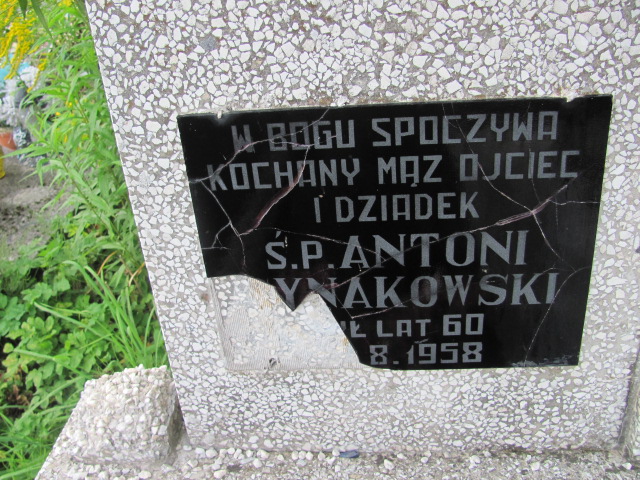 W BOGU SPOCZYWA
KOCHANY MĄZ OJCIEC
I DZIADEK
Ś.P. ANTONI
YNAKOWSKI
Ł LAT 60
8.1958